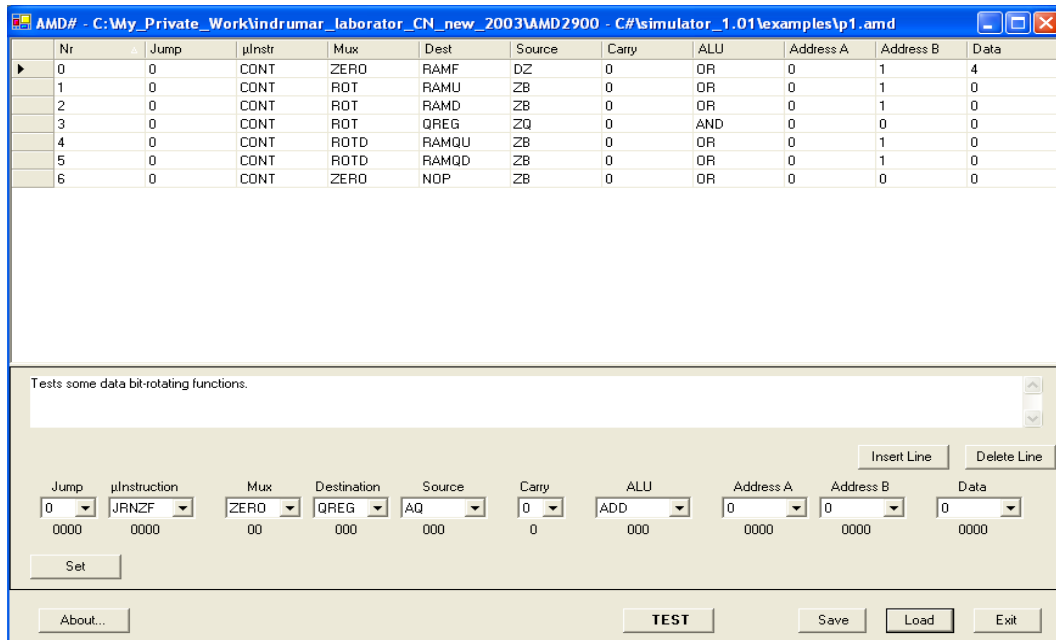 AMD# - C:\My_Private_Work\indrumar_laborator_CN_new_2003\AMD2900 - C#\simulator_1.01\examples\p1.amd
Nr Jump µInstr Mux Dest Source Carry ALU Address A Address B Data
0 0 CONT ZERO RAMF DZ 0 OR 0 1 4
1 0 CONT ROT RAMU ZB 0 OR 0 1 0
2 0 CONT ROT RAMD ZB 0 OR 0 1 0
3 0 CONT ROT QREG ZQ 0 AND 0 0 0
4 0 CONT ROTD RAMQU ZB 0 OR 0 1 0
5 0 CONT ROTD RAMQD ZB 0 OR 0 1 0
6 0 CONT ZERO NOP ZB 0 OR 0 0 0
Tests some data bit-rotating functions.
Insert Line Delete Line
Jump µInstruction Mux Destination Source Carry ALU Address A Address B Data
0 JRNZF ZERO QREG AQ 0 ADD 0 0 0
0000 0000 00 000 000 0 000 0000 0000 0000
Set
About... TEST Save Load Exit